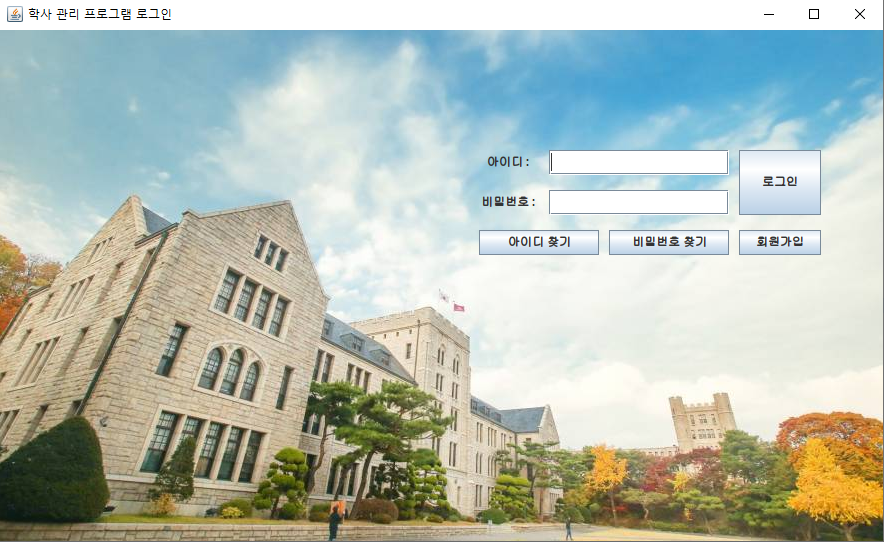 학사 관리 프로그램 로그인
아이디 :
로그인
비밀번호 :
아이디 찾기 비밀번호 찾기 회원가입